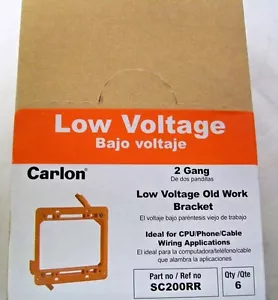 Low Voltage
Bajo voltaje
Carlon®
2 Gang
De dos pandillas
Low Voltage Old Work
Bracket
El voltaje bajo paréntesis viejo de trabajo
Ideal for CPU/Phone/Cable
Wiring Applications
El ideal para la computadora/teléfono/cable
que alambra la aplicaciones
Part no / Ref no
SC200RR
Qty/Qte
6